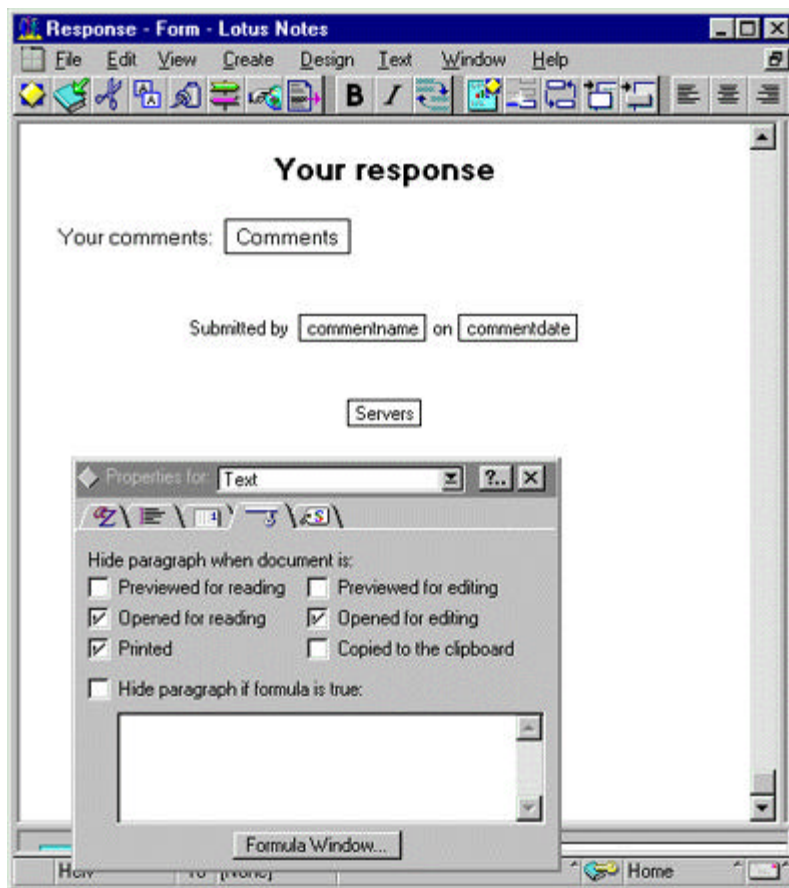 Response - Form - Lotus Notes
File Edit View Create Design Text Window Help
B I
Your response
Your comments: Comments
Submitted by commentname on commentdate
Servers
Properties for: Text ?..
Hide paragraph when document is:
Previewed for reading Previewed for editing
Opened for reading Opened for editing
Printed Copied to the clipboard
Hide paragraph if formula is true:
Formula Window...
Helv 10 [None] Home